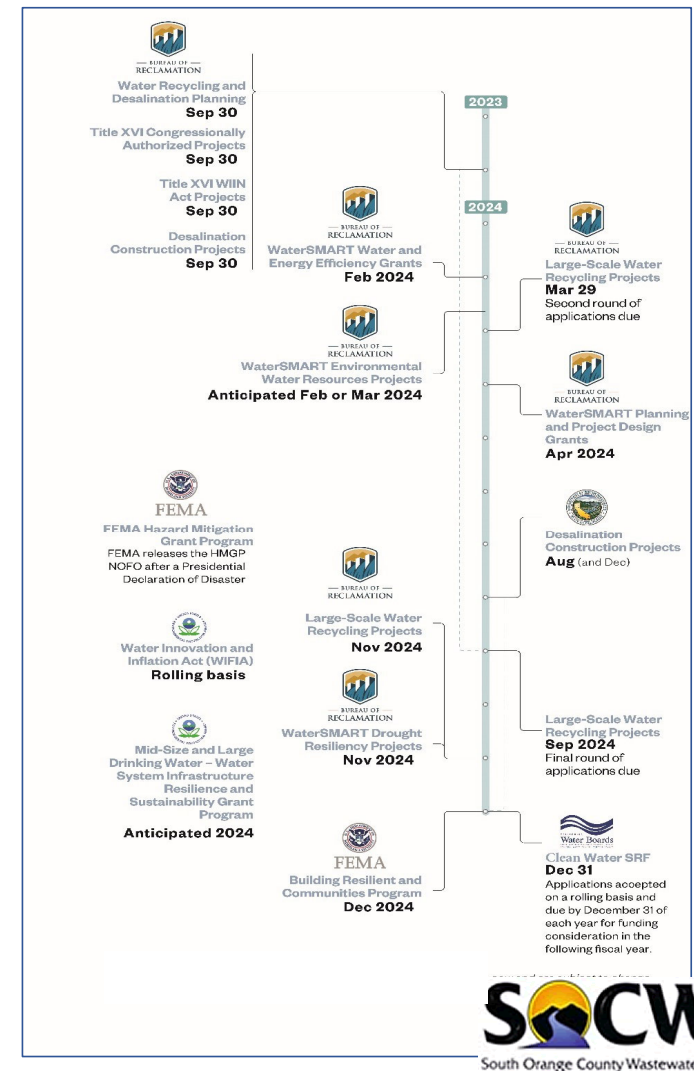 BUREAU OF
RECLAMATION
Water Recycling and
Desalination Planning
Sep 30
Title XVI Congressionally
Authorized Projects
Sep 30
Title XVI WIIN
Act Projects
Sep 30
Desalination
Construction Projects
Sep 30
2023
2024
BUREAU OF
RECLAMATION
WaterSMART Water and
Energy Efficiency Grants
Feb 2024
BUREAU OF
RECLAMATION
Large-Scale Water
Recycling Projects
Mar 29
Second round of
applications due
BUREAU OF
RECLAMATION
WaterSMART Environmental
Water Resources Projects
Anticipated Feb or Mar 2024
BUREAU OF
RECLAMATION
WaterSMART Planning
and Project Design
Grants
Apr 2024
FEMA
FEMA Hazard Mitigation
Grant Program
FEMA releases the HMGP
NOFO after a Presidential
Declaration of Disaster
Desalination
Construction Projects
Aug (and Dec)
BUREAU OF
RECLAMATION
Large-Scale Water
Recycling Projects
Nov 2024
Water Innovation and
Inflation Act (WIFIA)
Rolling basis
BUREAU OF
RECLAMATION
WaterSMART Drought
Resiliency Projects
Nov 2024
Large-Scale Water
Recycling Projects
Sep 2024
Final round of
applications due
Mid-Size and Large
Drinking Water – Water
System Infrastructure
Resilience and
Sustainability Grant
Program
Anticipated 2024
FEMA
Building Resilient and
Communities Program
Dec 2024
Water Boards
Clean Water SRF
Dec 31
Applications accepted
on a rolling basis and
due by December 31 of
each year for funding
consideration in the
following fiscal year.
SOCW
South Orange County Wastewate